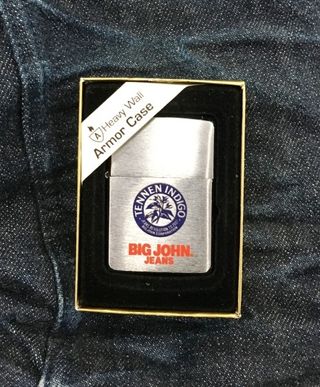 Heavy Wall
Armor Case
TENNEN INDIGO
BIG JOHN
JEANS